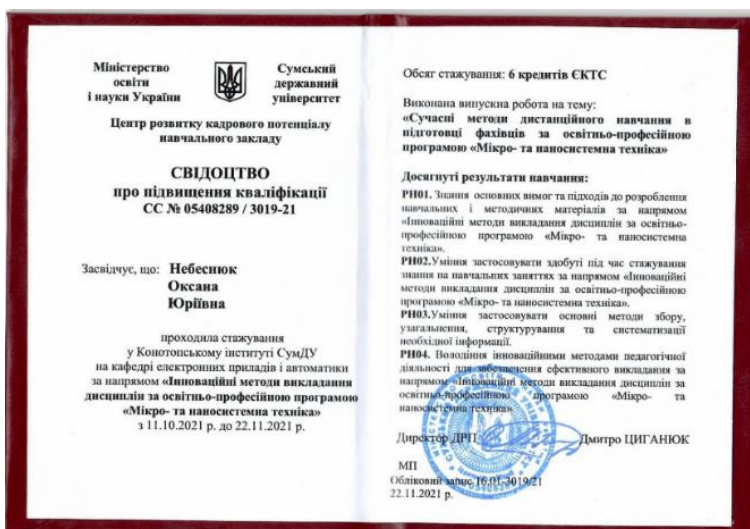 Міністерство
освіти
і науки України
Сумський
державний
університет
Центр розвитку кадрового потенціалу
навчального закладу
СВІДОЦТВО
про підвищення кваліфікації
СС № 05408289 / 3019-21
Засвідчує, що: Небеснюк
Оксана
Юріївна
проходила стажування
у Конотопському інституті СумДУ
на кафедрі електронних приладів і автоматики
за напрямом «Інноваційні методи викладання
дисциплін за освітньо-професійною програмою
«Мікро- та наносистемна техніка»
з 11.10.2021 р. до 22.11.2021 р.
Обсяг стажування: 6 кредитів ЄКТС
Виконана випускна робота на тему:
«Сучасні методи дистанційного навчання в
підготовці фахівців за освітньо-професійною
програмою «Мікро- та наносистемна техніка»
Досягнуті результати навчання:
РН01. Знання основних вимог та підходів до розроблення
навчальних і методичних матеріалів за напрямом
«Інноваційні методи викладання дисциплін за освітньо-
професійною програмою «Мікро- та наносистемна
техніка».
РН02.Уміння застосовувати здобуті під час стажування
знання на навчальних заняттях за напрямом «Інноваційні
методи викладання дисциплін за освітньо-професійною
програмою «Мікро- та наносистемна техніка».
РН03.Уміння застосовувати основні методи збору,
узагальнення, структурування та систематизації
необхідної інформації.
РН04. Володіння інноваційними методами педагогічної
діяльності для забезпечення ефективного викладання за
напрямом «Інноваційні методи викладання дисциплін за
освітньо-професійною програмою «Мікро- та
наносистемна техніка»
Директор ДРП Дмитро ЦИГАНЮК
МП
Обліковий запис 16.01-3019/21
22.11.2021 р.